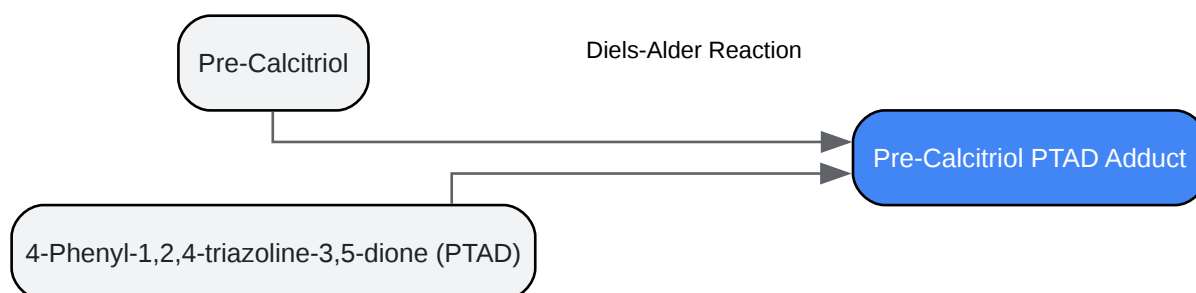 Diels-Alder Reaction
Pre-Calcitriol
Pre-Calcitriol PTAD Adduct
4-Phenyl-1,2,4-triazoline-3,5-dione (PTAD)